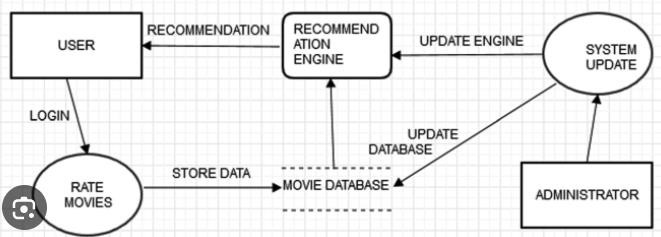 USER
RECOMMENDATION
RECOMMEND
ATION
ENGINE
UPDATE ENGINE
SYSTEM
UPDATE
LOGIN
UPDATE
DATABASE
RATE
MOVIES
STORE DATA
MOVIE DATABASE
ADMINISTRATOR